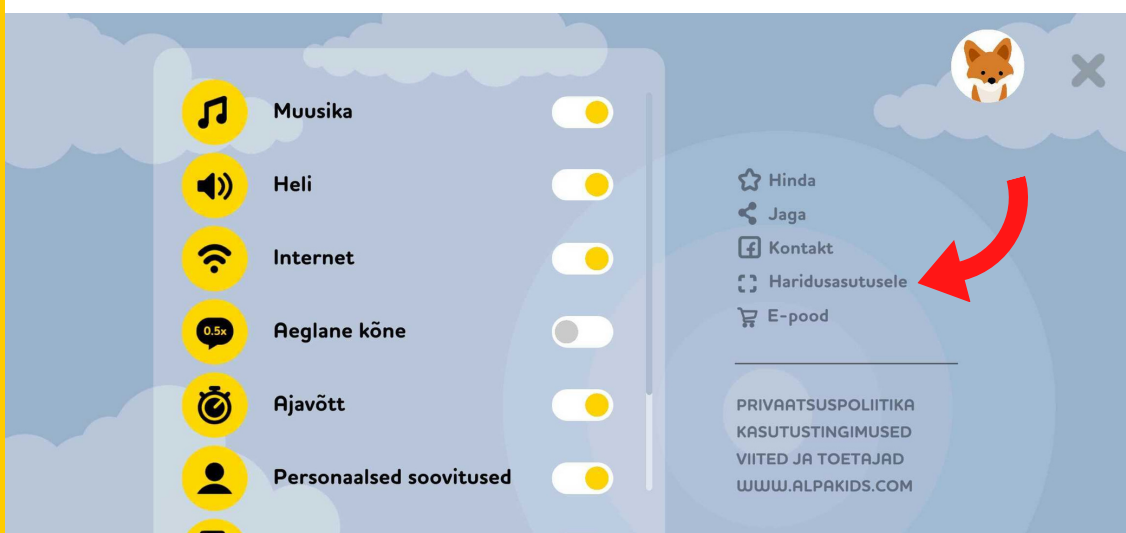 Muusika
Heli
Internet
0.5x
Aeglane kõne
Ajavõtt
Personaalsed soovitused
Hinda
Jaga
Kontakt
Haridusasutusele
E-pood
PRIVAATSUSPOLIITIKA
KASUTUSTINGIMUSED
VIITED JA TOETAJAD
WWW.ALPAKIDS.COM